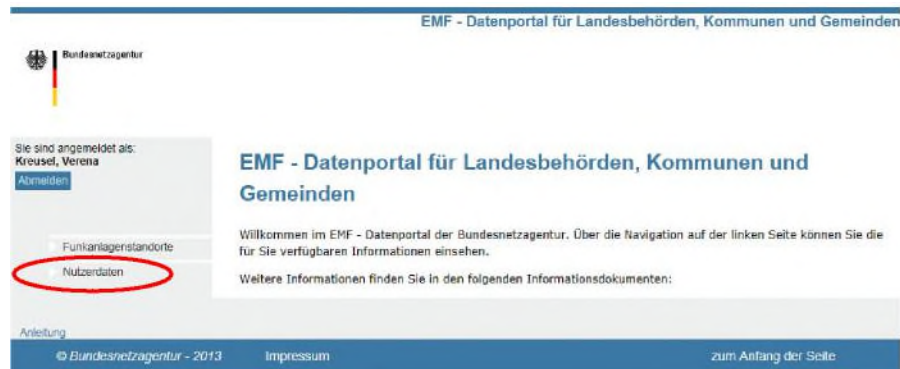 EMF - Datenportal für Landesbehörden, Kommunen und Gemeinden
Bundesnetzagentur
Sie sind angemeldet als:
Kreusel, Verena
Abmelden
EMF - Datenportal für Landesbehörden, Kommunen und
Gemeinden
Willkommen im EMF - Datenportal der Bundesnetzagentur. Über die Navigation auf der linken Seite können Sie die
für Sie verfügbaren Informationen einsehen.
Weitere Informationen finden Sie in den folgenden Informationsdokumenten:
Funkanlagenstandorte
Nutzerdaten
Anleitung
© Bundesnetzagentur - 2013 Impressum zum Anfang der Seite